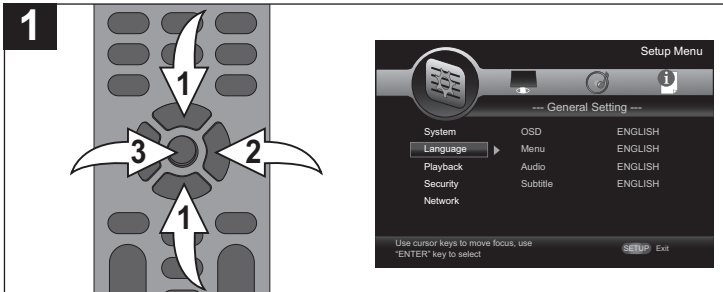 1
1
3
2
1
Setup Menu
--- General Setting ---
System OSD ENGLISH
Language Menu ENGLISH
Playback Audio ENGLISH
Security Subtitle ENGLISH
Network
Use cursor keys to move focus, use
"ENTER" key to select
SETUP Exit